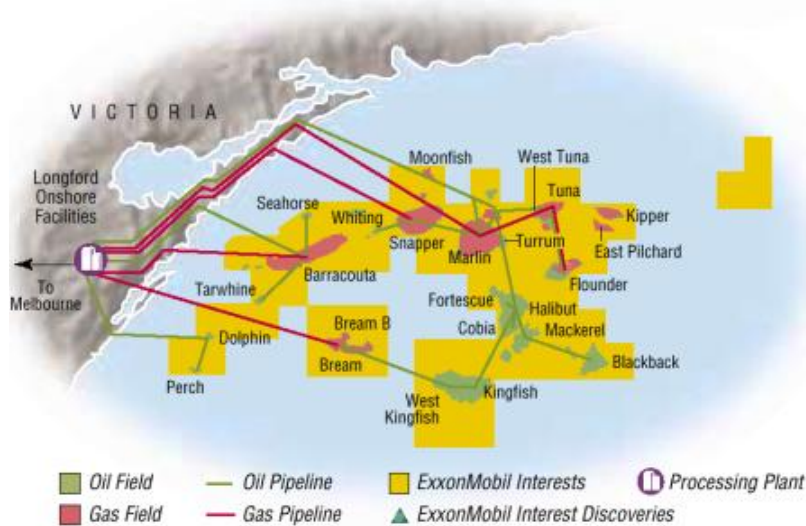 VICTORIA
Longford
Onshore
Facilities
To
Melbourne
Moonfish
West Tuna
Tuna
Seahorse
Whiting
Snapper
Marlin
Turrum
Kipper
East Pilchard
Flounder
Tarwhine
Barracouta
Fortescue
Halibut
Cobia
Mackerel
Dolphin
Bream B
Bream
Blackback
Perch
West
Kingfish
Kingfish
Oil Field
Oil Pipeline
ExxonMobil Interests
Processing Plant
Gas Field
Gas Pipeline
ExxonMobil Interest Discoveries